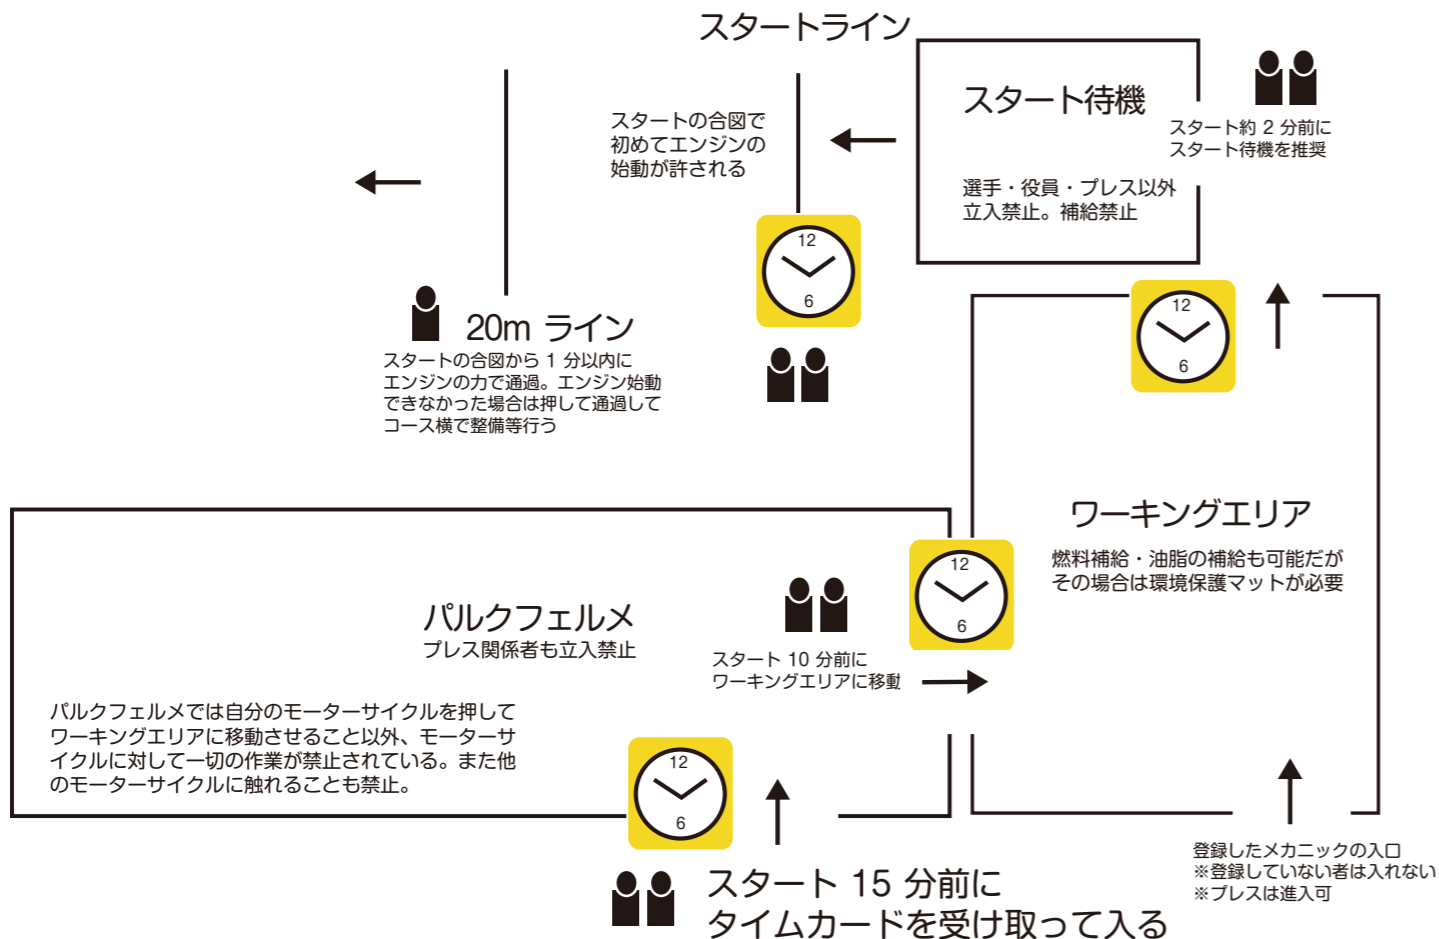 スタートライン
スタート待機
スタート約 2 分前に
スタート待機を推奨
スタートの合図で
初めてエンジンの
始動が許される
選手・役員・プレス以外
立入禁止。補給禁止
12
6
12
6
20m ライン
スタートの合図から 1 分以内に
エンジンの力で通過。エンジン始動
できなかった場合は押して通過して
コース横で整備等行う
ワーキングエリア
燃料補給・油脂の補給も可能だが
その場合は環境保護マットが必要
12
6
パルクフェルメ
プレス関係者も立入禁止
スタート 10 分前に
ワーキングエリアに移動
パルクフェルメでは自分のモーターサイクルを押して
ワーキングエリアに移動させること以外、モーターサ
イクルに対して一切の作業が禁止されている。また他
のモーターサイクルに触れることも禁止。
12
6
登録したメカニックの入口
※登録していない者は入れない
※プレスは進入可
スタート 15 分前に
タイムカードを受け取って入る